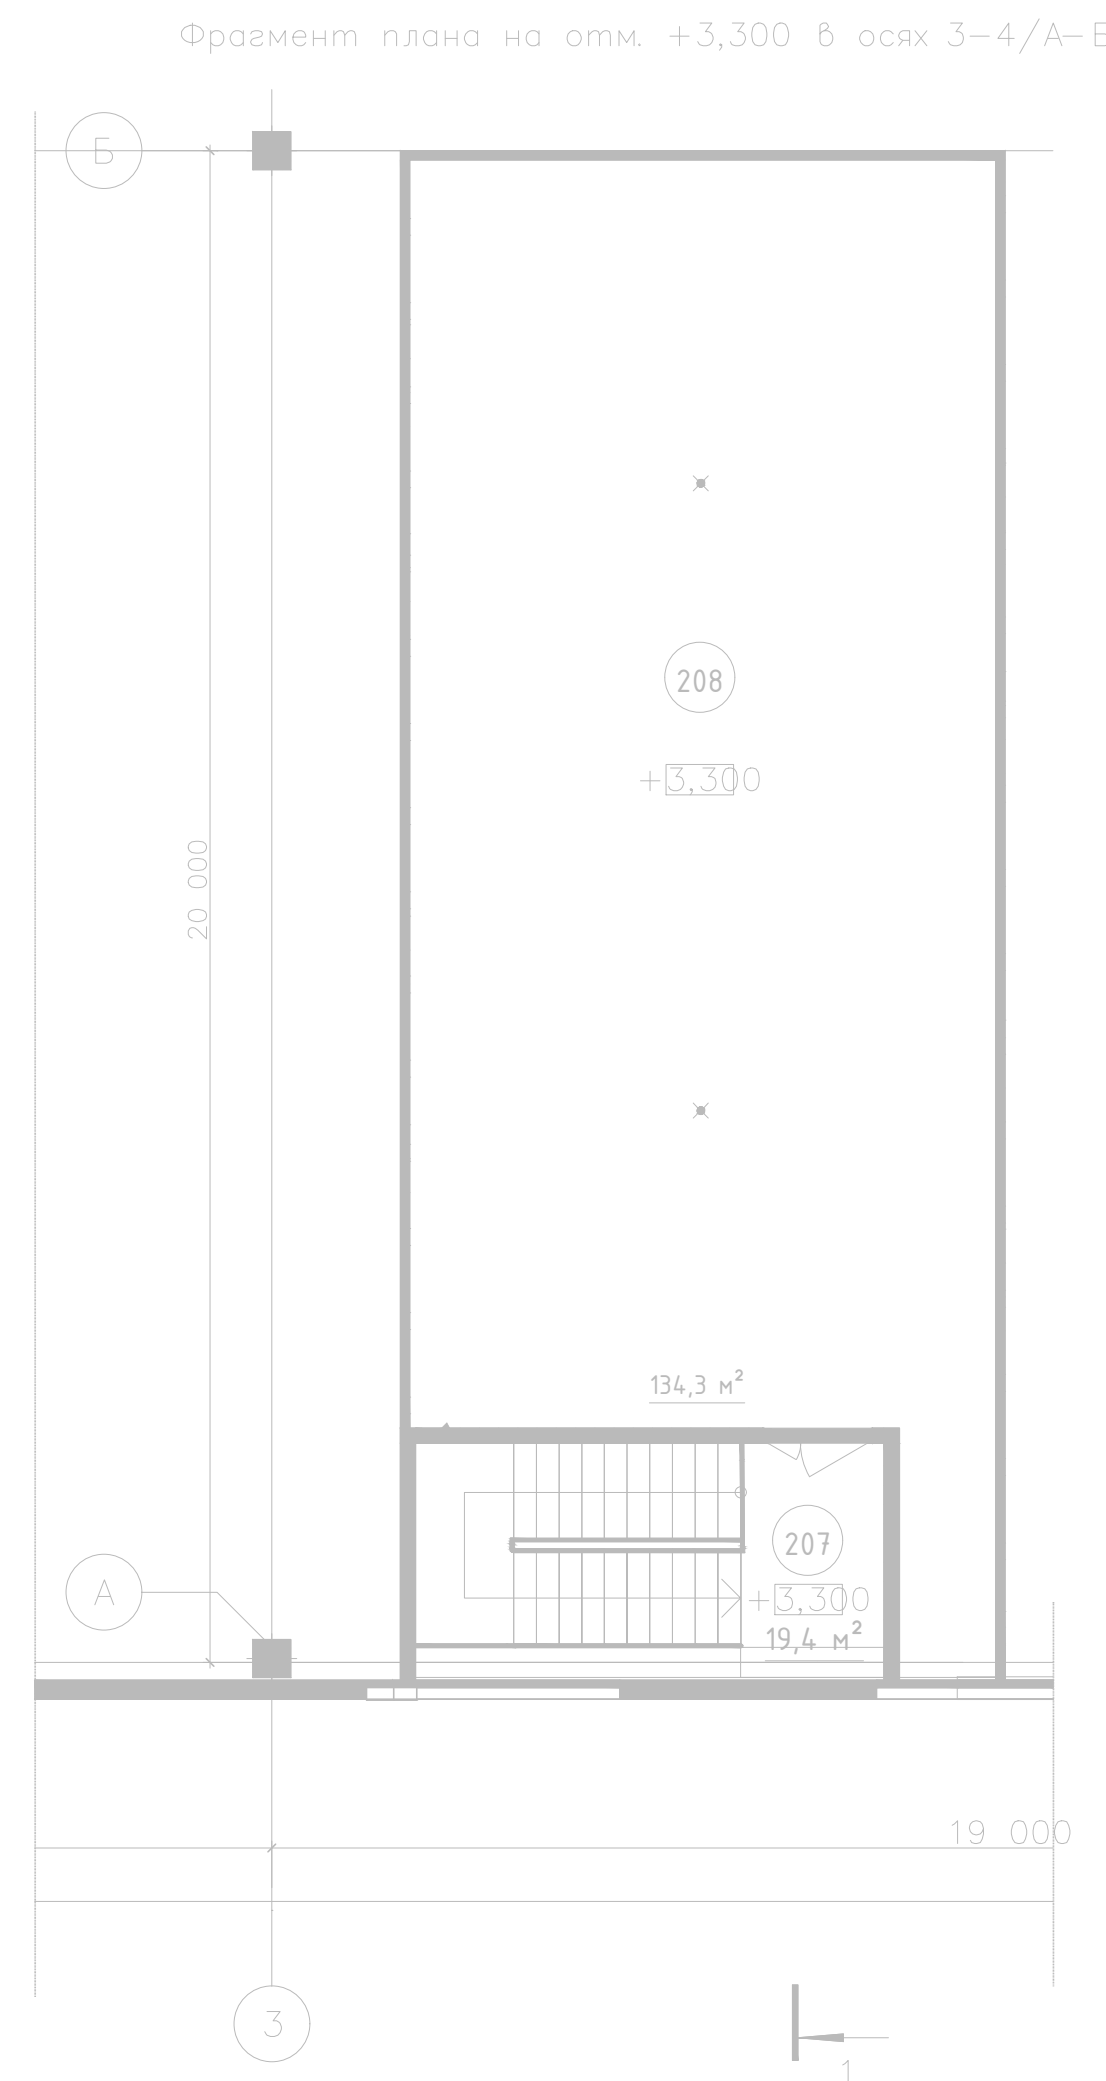 Фрагмент плана на отм. +3,300 в осях 3-4/А-Б
Б
208
+3,300
20 000
134,3 м²
207
А
+3,300
19,4 м²
19 000
3
1